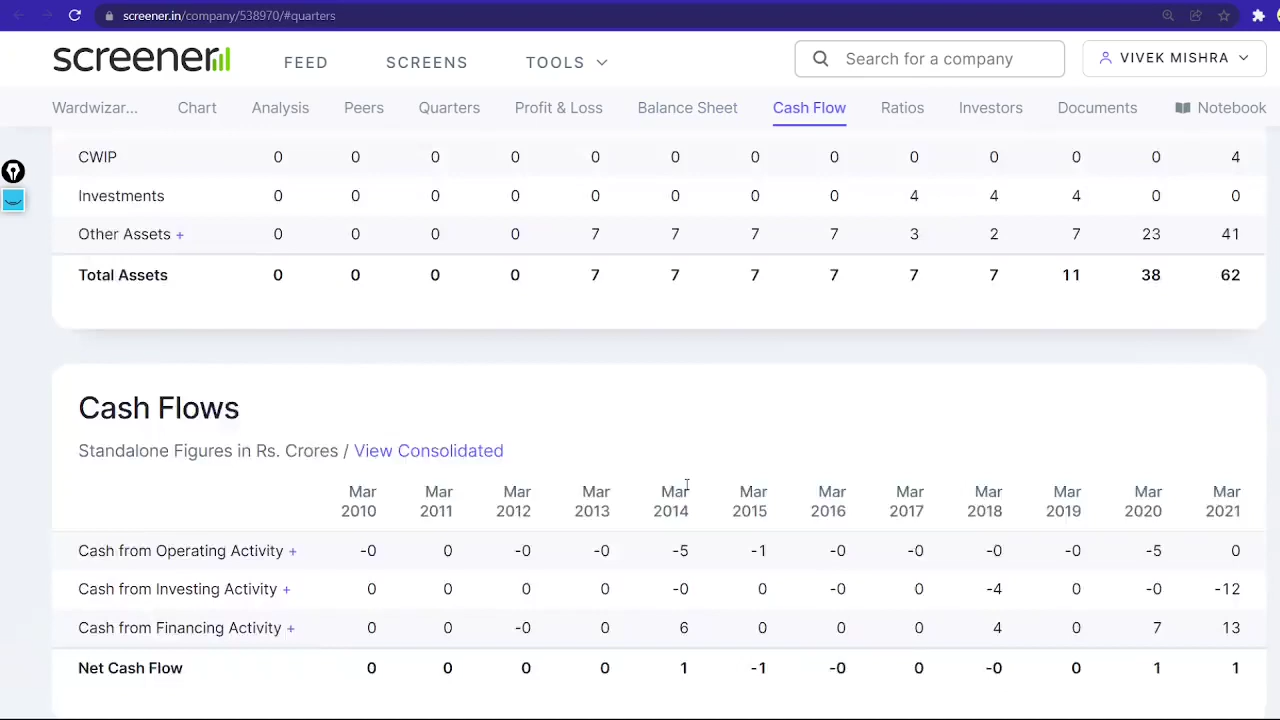 screener.in/company/538970/#quarters
screener FEED SCREENS TOOLS Search for a company VIVEK MISHRA
Wardwizar... Chart Analysis Peers Quarters Profit & Loss Balance Sheet Cash Flow Ratios Investors Documents Notebook
CWIP 0 0 0 0 0 0 0 0 0 0 0 0 4
Investments 0 0 0 0 0 0 0 0 4 4 4 0 0
Other Assets + 0 0 0 0 7 7 7 7 3 2 7 23 41
Total Assets 0 0 0 0 7 7 7 7 7 7 11 38 62
Cash Flows
Standalone Figures in Rs. Crores / View Consolidated
Mar Mar Mar Mar Mar Mar Mar Mar Mar Mar Mar Mar
2010 2011 2012 2013 2014 2015 2016 2017 2018 2019 2020 2021
Cash from Operating Activity + -0 0 -0 -0 -5 -1 -0 -0 -0 -0 -5 0
Cash from Investing Activity + 0 0 0 0 -0 0 -0 0 -4 0 -0 -12
Cash from Financing Activity + 0 0 -0 0 6 0 0 0 4 0 7 13
Net Cash Flow 0 0 0 0 1 -1 -0 0 -0 0 1 1